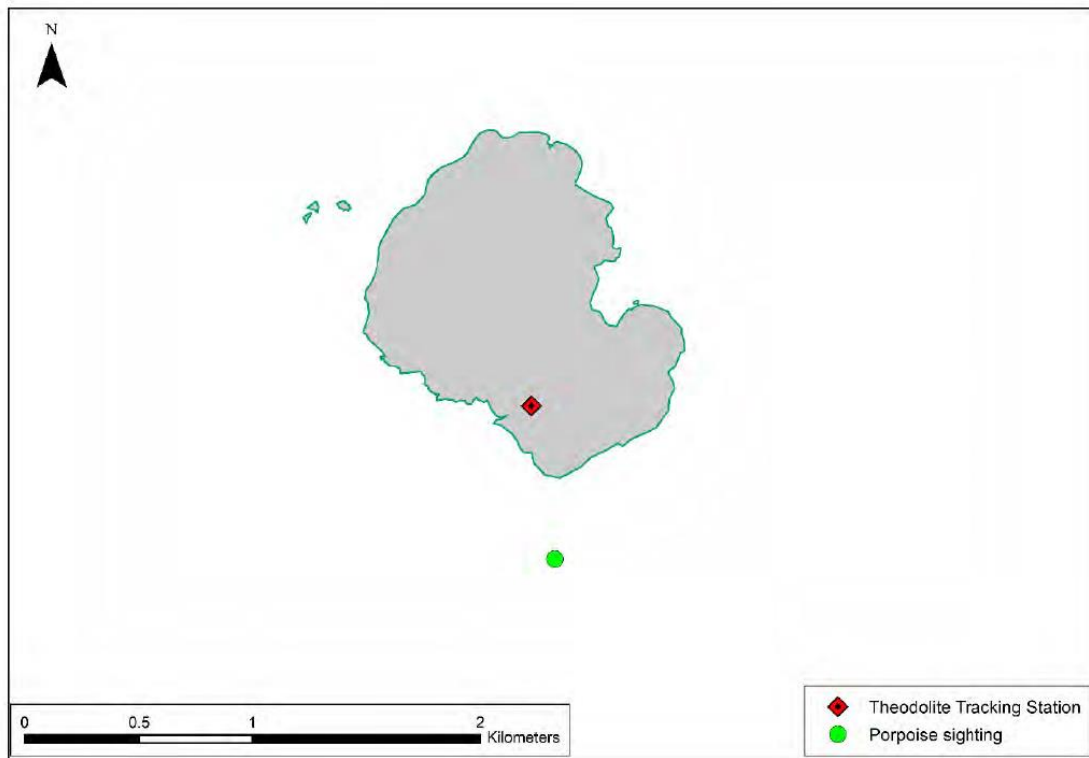 N
0 0.5 1 2
Kilometers
Theodolite Tracking Station
Porpoise sighting